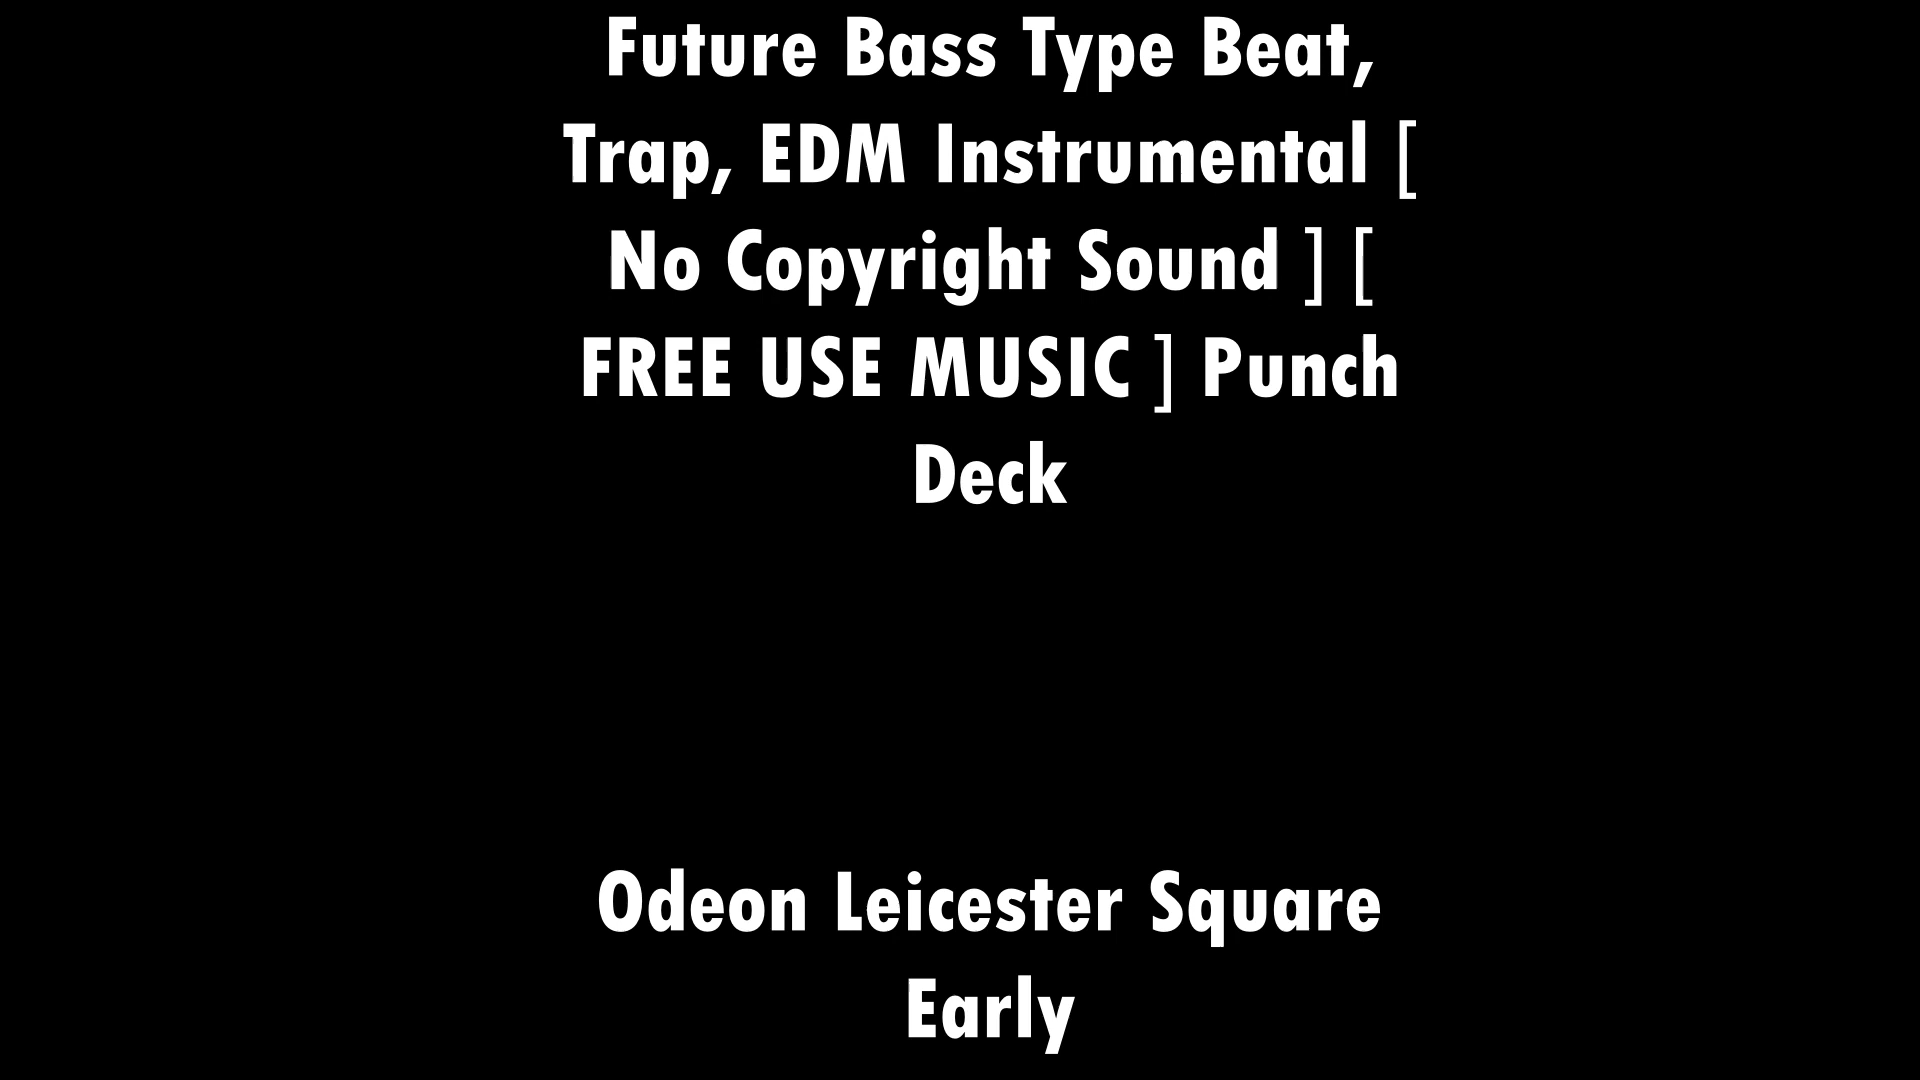 Future Bass Type Beat,
Trap, EDM Instrumental [
No Copyright Sound ] [
FREE USE MUSIC ] Punch
Deck
Odeon Leicester Square
Early